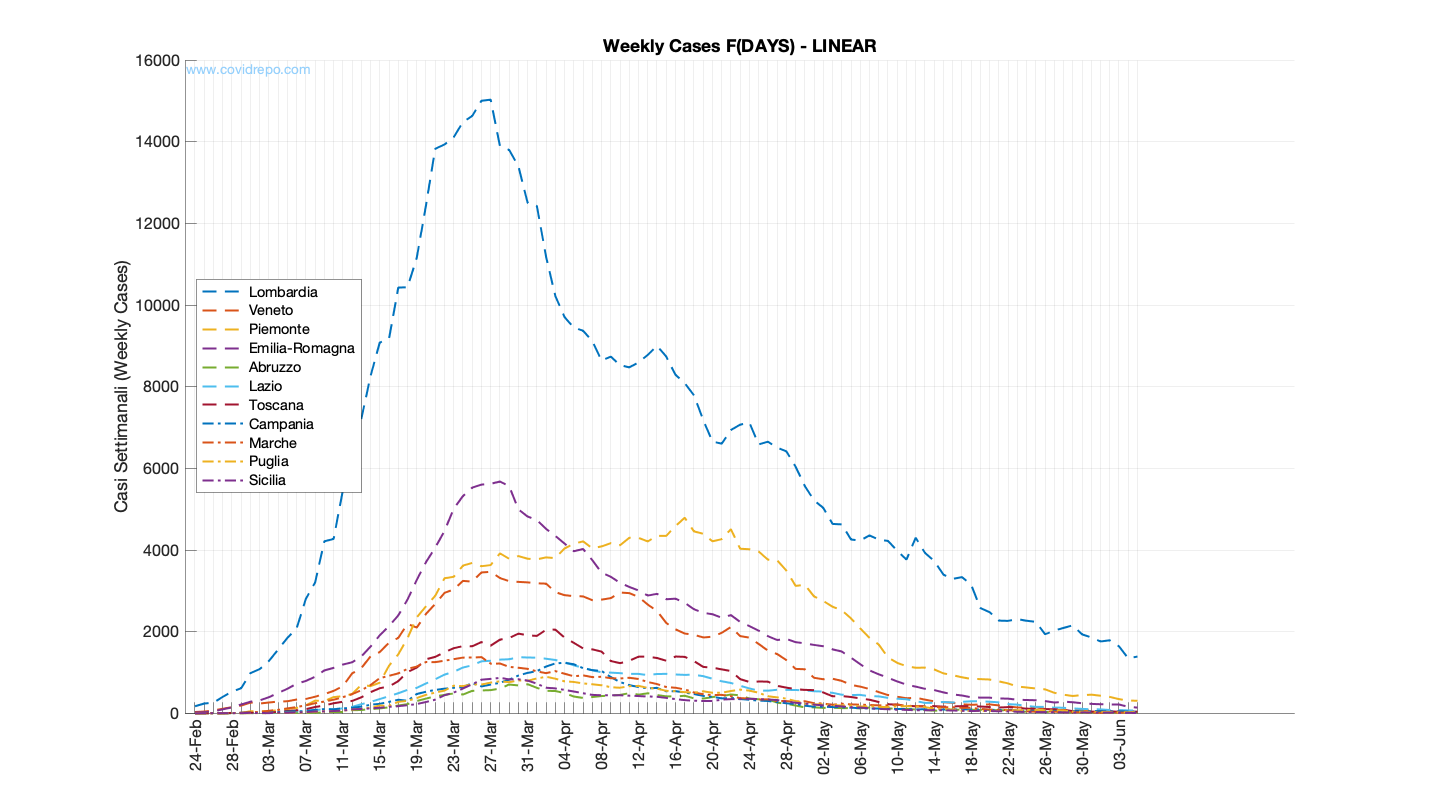 Weekly Cases F(DAYS) - LINEAR
www.covidrepo.com
Casi Settimanali (Weekly Cases)
16000
14000
12000
10000
8000
6000
4000
2000
0
Lombardia
Veneto
Piemonte
Emilia-Romagna
Abruzzo
Lazio
Toscana
Campania
Marche
Puglia
Sicilia
24-Feb
28-Feb
03-Mar
07-Mar
11-Mar
15-Mar
19-Mar
23-Mar
27-Mar
31-Mar
04-Apr
08-Apr
12-Apr
16-Apr
20-Apr
24-Apr
28-Apr
02-May
06-May
10-May
14-May
18-May
22-May
26-May
30-May
03-Jun